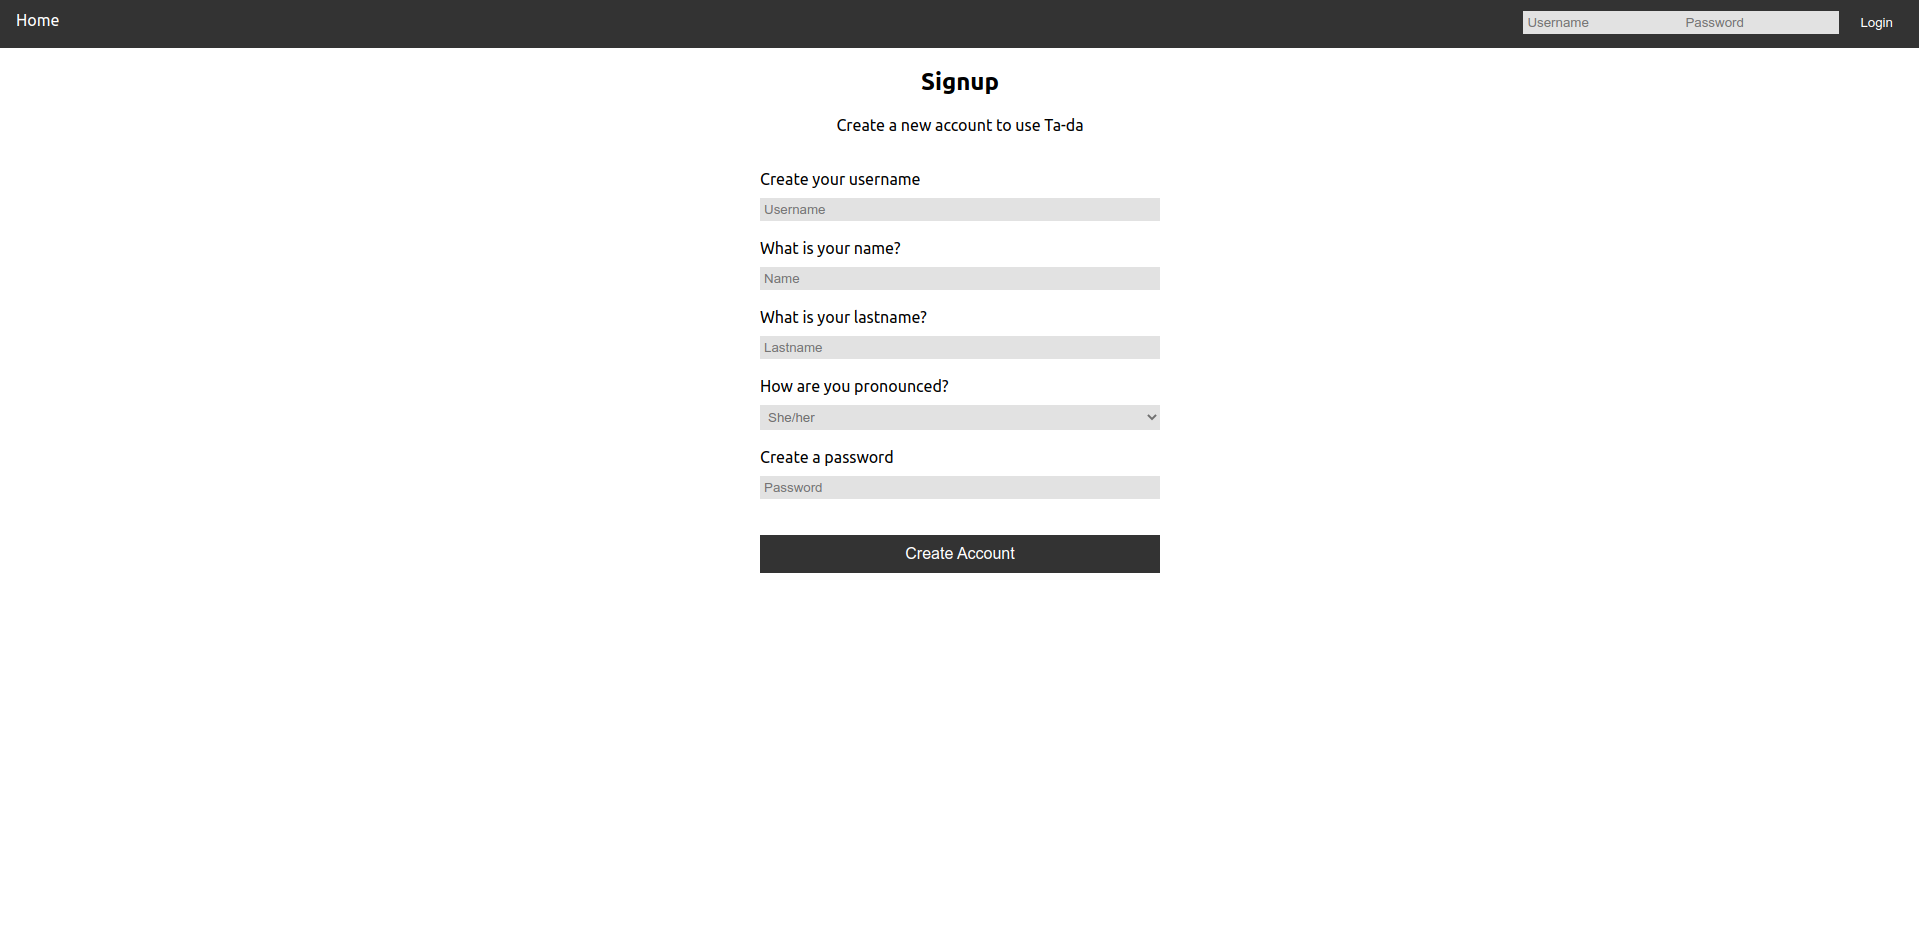 Home
Username Password Login
Signup
Create a new account to use Ta-da
Create your username
Username
What is your name?
Name
What is your lastname?
Lastname
How are you pronounced?
She/her
Create a password
Password
Create Account